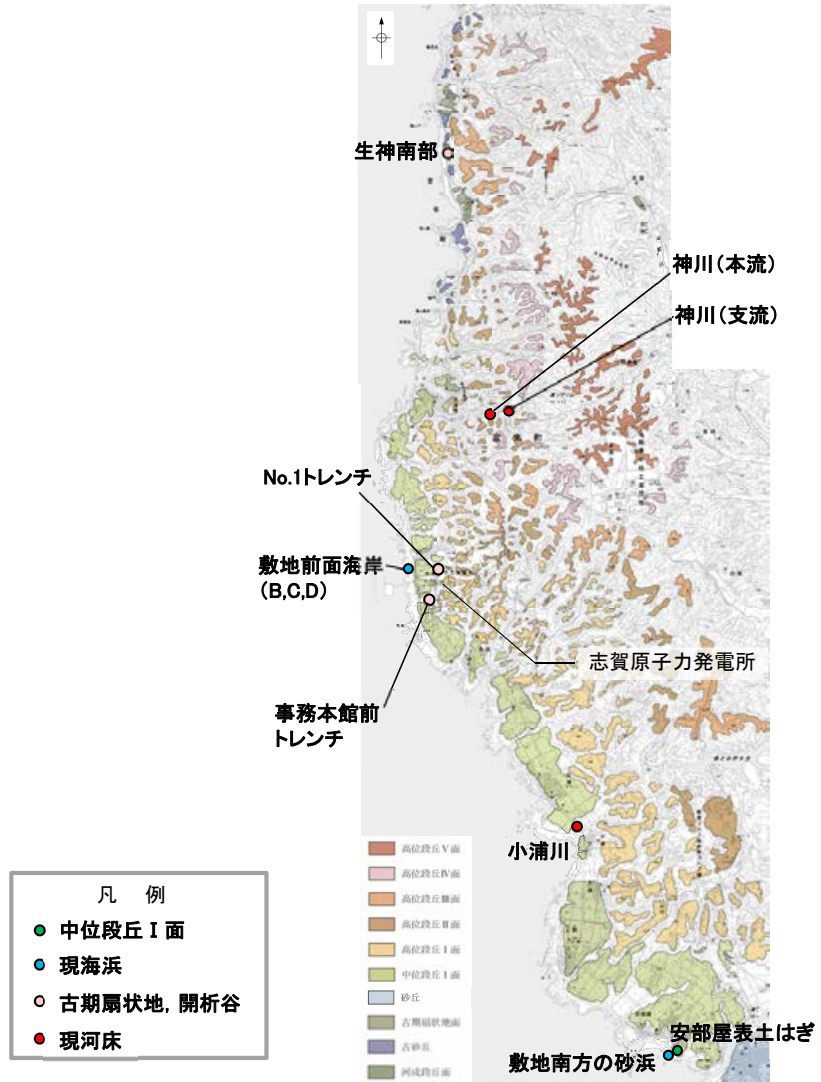 生神南部
神川(本流)
神川(支流)
No.1トレンチ
敷地前面海岸
(B,C,D)
志賀原子力発電所
事務本館前
トレンチ
小浦川
高位段丘Ⅴ面
高位段丘Ⅳ面
高位段丘Ⅲ面
高位段丘Ⅱ面
高位段丘Ⅰ面
中位段丘Ⅰ面
砂丘
古期扇状地面
古砂丘
河成段丘面
凡 例
中位段丘Ⅰ面
現海浜
古期扇状地,開析谷
現河床
安部屋表土はぎ
敷地南方の砂浜